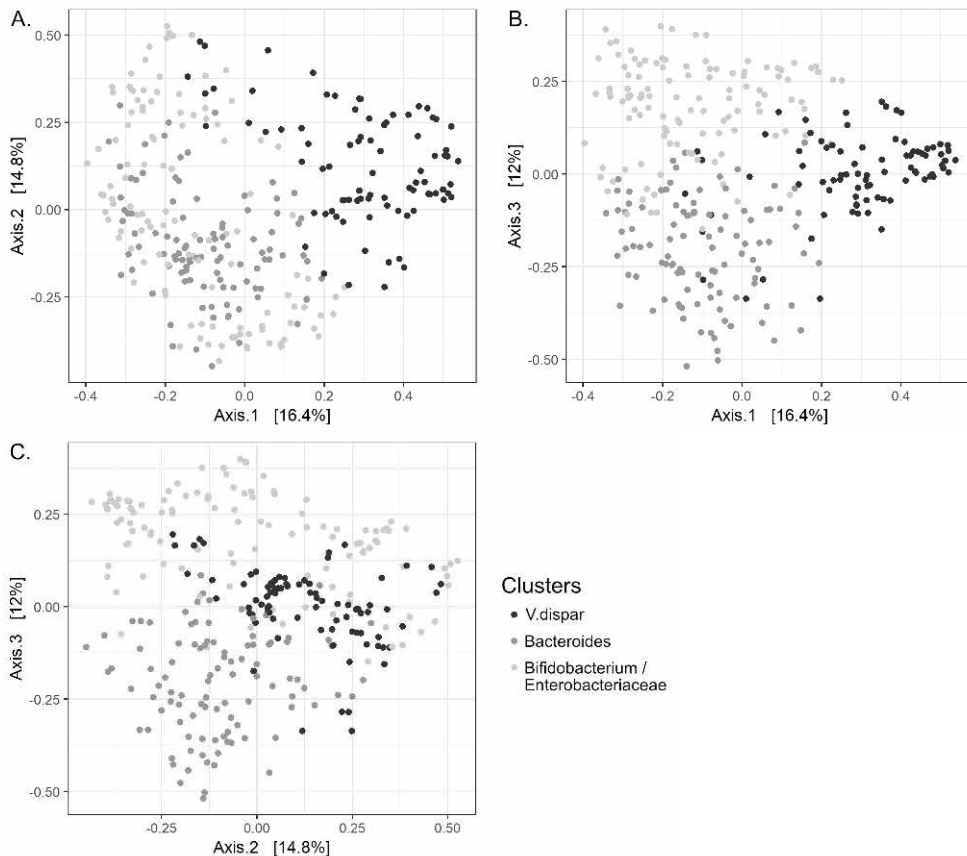 A.
0.50
0.25
0.00
-0.25
Axis.2 [14.8%]
-0.4
-0.2
0.0
0.2
0.4
Axis.1 [16.4%]
B.
0.25
0.00
-0.25
-0.50
Axis.3 [12%]
-0.4
-0.2
0.0
0.2
0.4
Axis.1 [16.4%]
C.
0.25
0.00
-0.25
-0.50
Axis.3 [12%]
-0.25
0.00
0.25
0.50
Axis.2 [14.8%]
Clusters
V.dispar
Bacteroides
Bifidobacterium /
Enterobacteriaceae